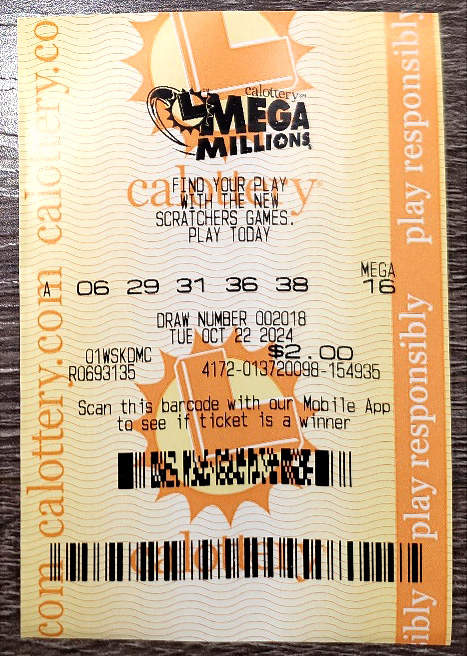 calottery
MEGA
MILLIONS
calottery
FIND YOUR PLAY
WITH THE NEW
SCRATCHERS GAMES.
PLAY TODAY
MEGA
A 06 29 31 36 38 16
DRAW NUMBER 002018
TUE OCT 22 2024
01WSKDMC $2.00
R0693135 4172-013720098-154935
Scan this barcode with our Mobile App
to see if ticket is a winner
calottery
com calottery.com calottery.co
play responsibly
play responsibly